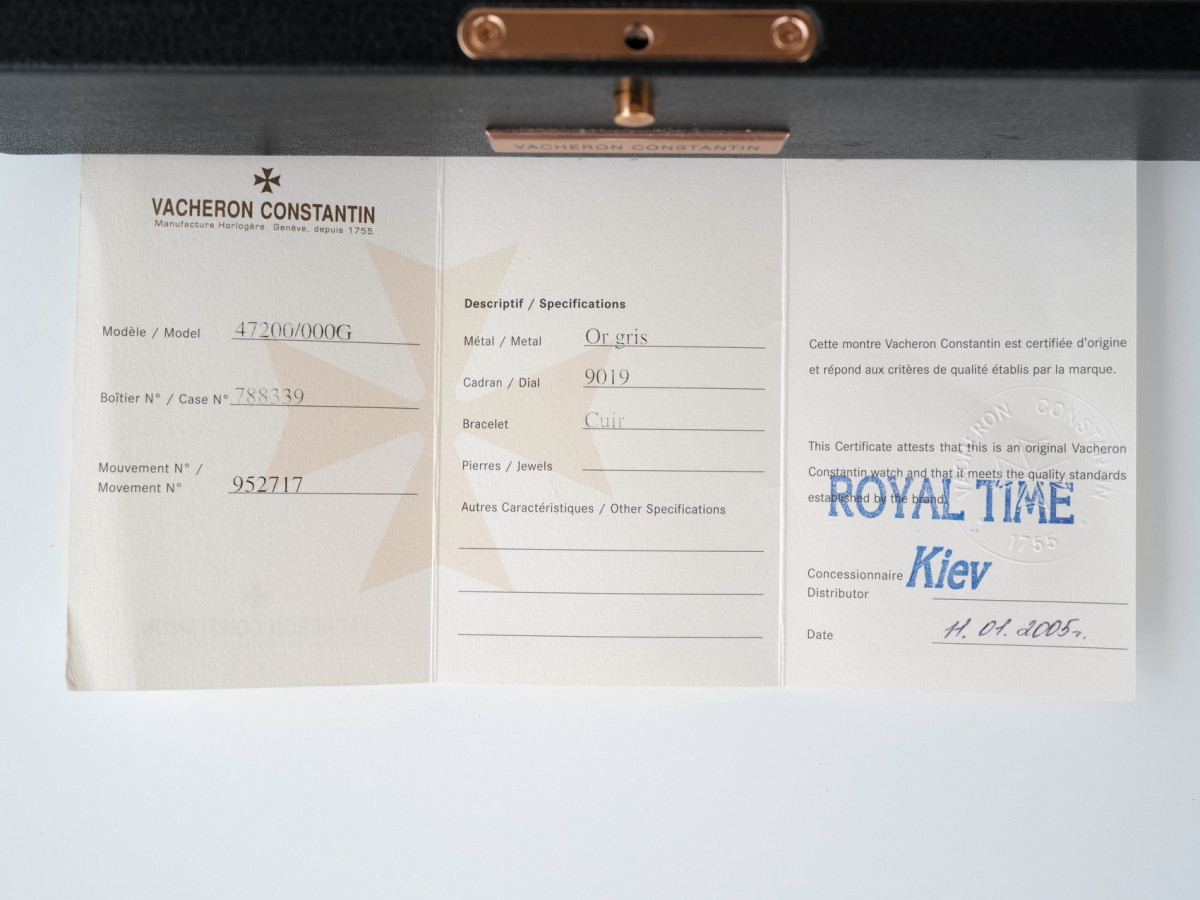 VACHERON CONSTANTIN
VACHERON CONSTANTIN
Manufacture Horlogère. Genève, depuis 1755.
Modèle / Model 47200/000G
Boîtier N° / Case N° 788339
Mouvement N° /
Movement N° 952717
Descriptif / Specifications
Métal / Metal Or gris
Cadran / Dial 9019
Bracelet Cuir
Pierres / Jewels
Autres Caractéristiques / Other Specifications
Cette montre Vacheron Constantin est certifiée d'origine
et répond aux critères de qualité établis par la marque.
This Certificate attests that this is an original Vacheron
Constantin watch and that it meets the quality standards
established by the brand.
VACHERON CONSTANTIN
1755
ROYAL TIME
Kiev
Concessionnaire
Distributor
Date 11. 01. 2005г.